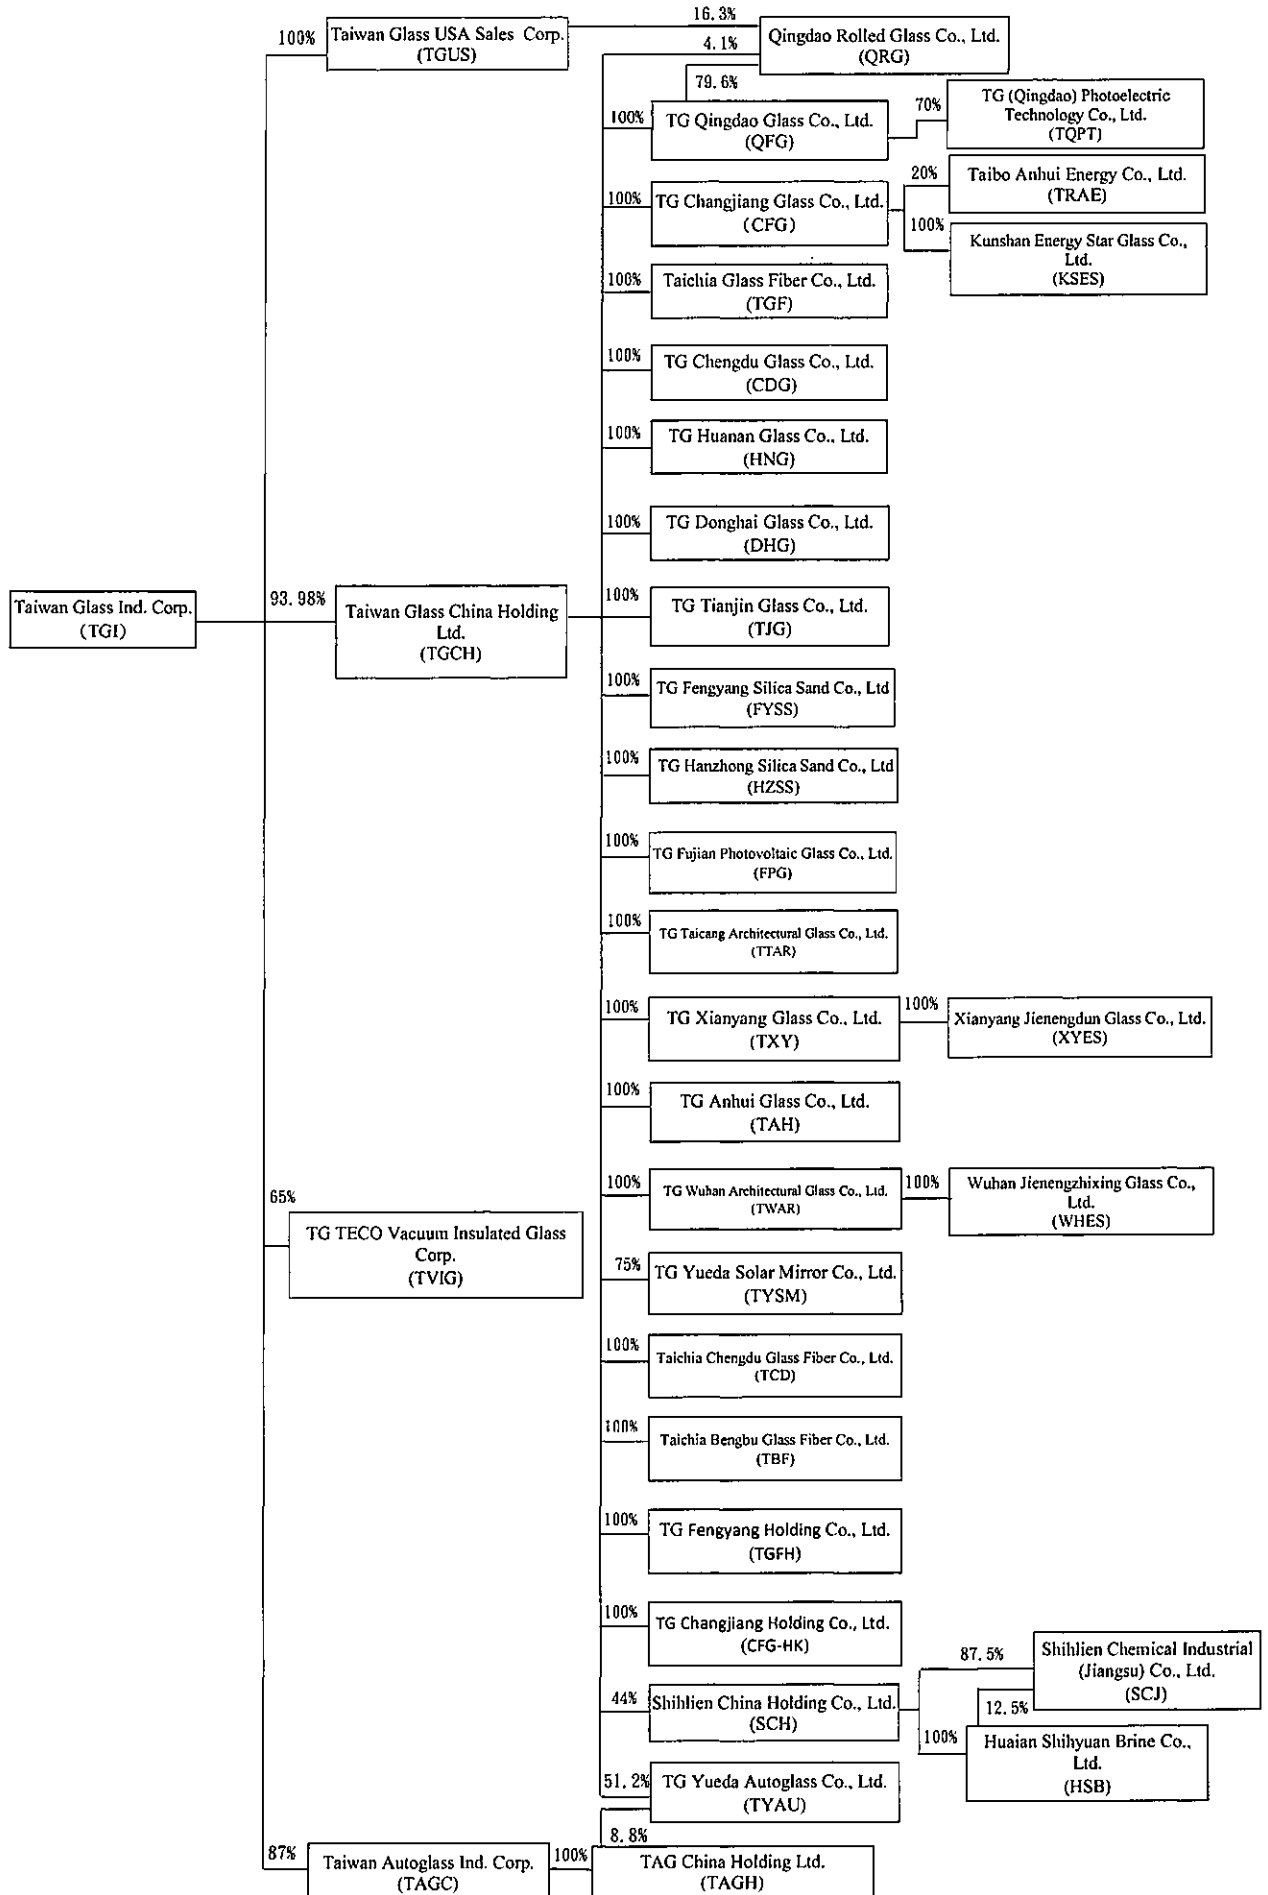 16.3%
100%
Taiwan Glass USA Sales Corp.
(TGUS)
Qingdao Rolled Glass Co., Ltd.
(QRG)
4.1%
79.6%
100%
TG Qingdao Glass Co., Ltd.
(QFG)
70%
TG (Qingdao) Photoelectric
Technology Co., Ltd.
(TQPT)
100%
TG Changjiang Glass Co., Ltd.
(CFG)
20%
Taibo Anhui Energy Co., Ltd.
(TRAE)
100%
Kunshan Energy Star Glass Co.,
Ltd.
(KSES)
100%
Taichia Glass Fiber Co., Ltd.
(TGF)
100%
TG Chengdu Glass Co., Ltd.
(CDG)
100%
TG Huanan Glass Co., Ltd.
(HNG)
100%
TG Donghai Glass Co., Ltd.
(DHG)
Taiwan Glass Ind. Corp.
(TGI)
93.98%
Taiwan Glass China Holding
Ltd.
(TGCH)
100%
TG Tianjin Glass Co., Ltd.
(TJG)
100%
TG Fengyang Silica Sand Co., Ltd
(FYSS)
100%
TG Hanzhong Silica Sand Co., Ltd
(HZSS)
100%
TG Fujian Photovoltaic Glass Co., Ltd.
(FPG)
100%
TG Taicang Architectural Glass Co., Ltd.
(TTAR)
100%
TG Xianyang Glass Co., Ltd.
(TXY)
100%
Xianyang Jienengdun Glass Co., Ltd.
(XYES)
100%
TG Anhui Glass Co., Ltd.
(TAH)
100%
TG Wuhan Architectural Glass Co., Ltd.
(TWAR)
100%
Wuhan Jienengzhixing Glass Co.,
Ltd.
(WHES)
65%
TG TECO Vacuum Insulated Glass
Corp.
(TVIG)
75%
TG Yueda Solar Mirror Co., Ltd.
(TYSM)
100%
Taichia Chengdu Glass Fiber Co., Ltd.
(TCD)
100%
Taichia Bengbu Glass Fiber Co., Ltd.
(TBF)
100%
TG Fengyang Holding Co., Ltd.
(TGFH)
100%
TG Changjiang Holding Co., Ltd.
(CFG-HK)
44%
Shihlien China Holding Co., Ltd.
(SCH)
87.5%
Shihlien Chemical Industrial
(Jiangsu) Co., Ltd.
(SCJ)
12.5%
100%
Huaian Shihyuan Brine Co.,
Ltd.
(HSB)
51.2%
TG Yueda Autoglass Co., Ltd.
(TYAU)
8.8%
87%
Taiwan Autoglass Ind. Corp.
(TAGC)
100%
TAG China Holding Ltd.
(TAGH)